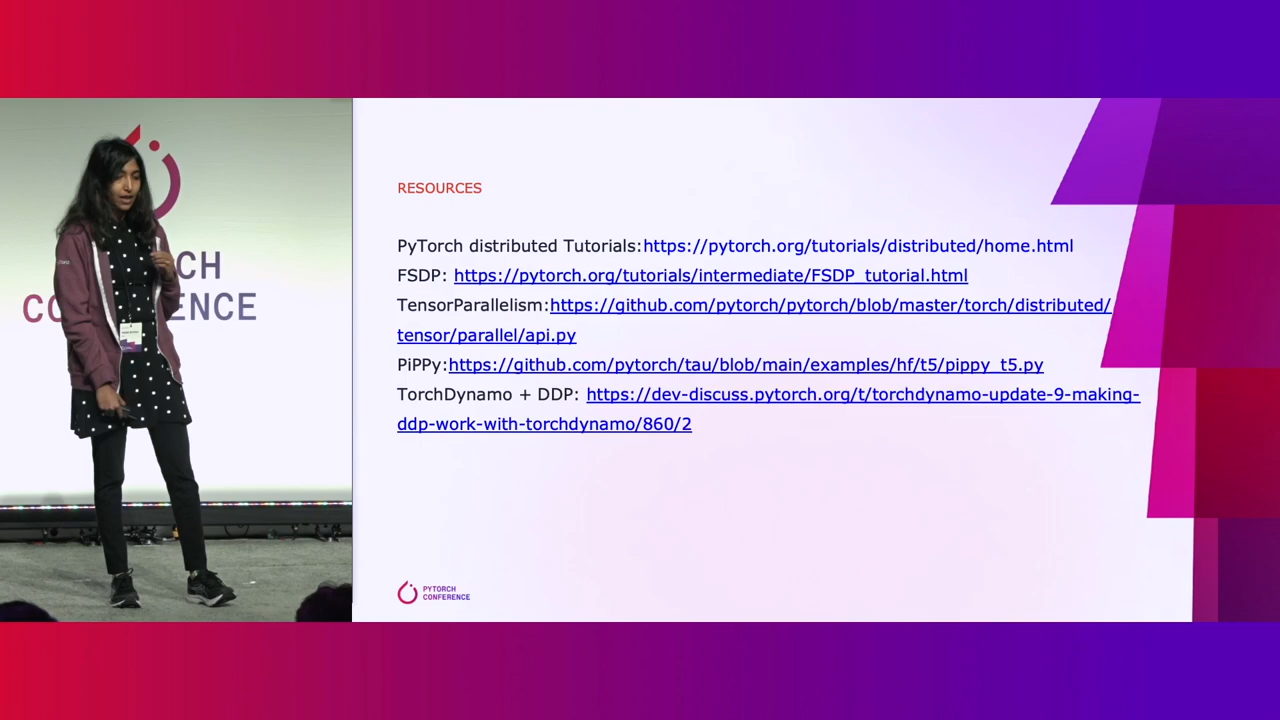 CH
CO ENCE
RESOURCES
PyTorch distributed Tutorials:https://pytorch.org/tutorials/distributed/home.html
FSDP: https://pytorch.org/tutorials/intermediate/FSDP_tutorial.html
TensorParallelism:https://github.com/pytorch/pytorch/blob/master/torch/distributed/
tensor/parallel/api.py
PiPPy:https://github.com/pytorch/tau/blob/main/examples/hf/t5/pippy_t5.py
TorchDynamo + DDP: https://dev-discuss.pytorch.org/t/torchdynamo-update-9-making-
ddp-work-with-torchdynamo/860/2
PYTORCH
CONFERENCE